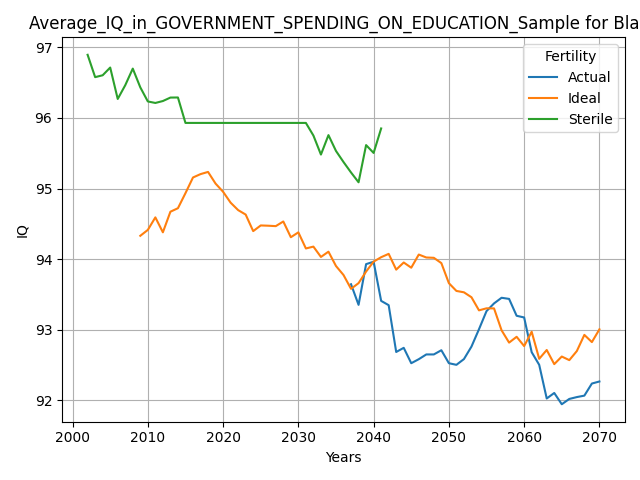 Average_IQ_in_GOVERNMENT_SPENDING_ON_EDUCATION_Sample for Bla
97
96
95
94
93
92
IQ
Fertility
Actual
Ideal
Sterile
2000 2010 2020 2030 2040 2050 2060 2070
Years